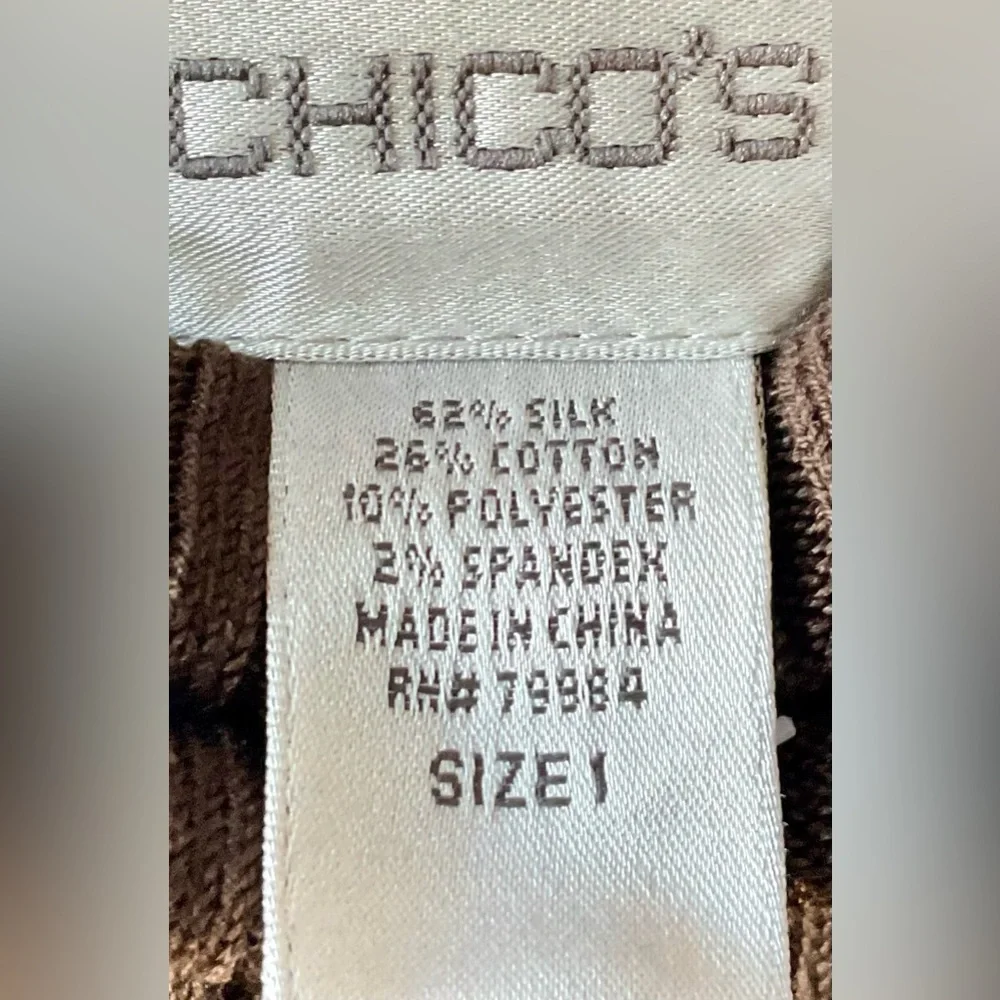 CHICO'S
62% SILK
26% COTTON
10% POLYESTER
2% SPANDEX
MADE IN CHINA
RN# 79984
SIZE 1